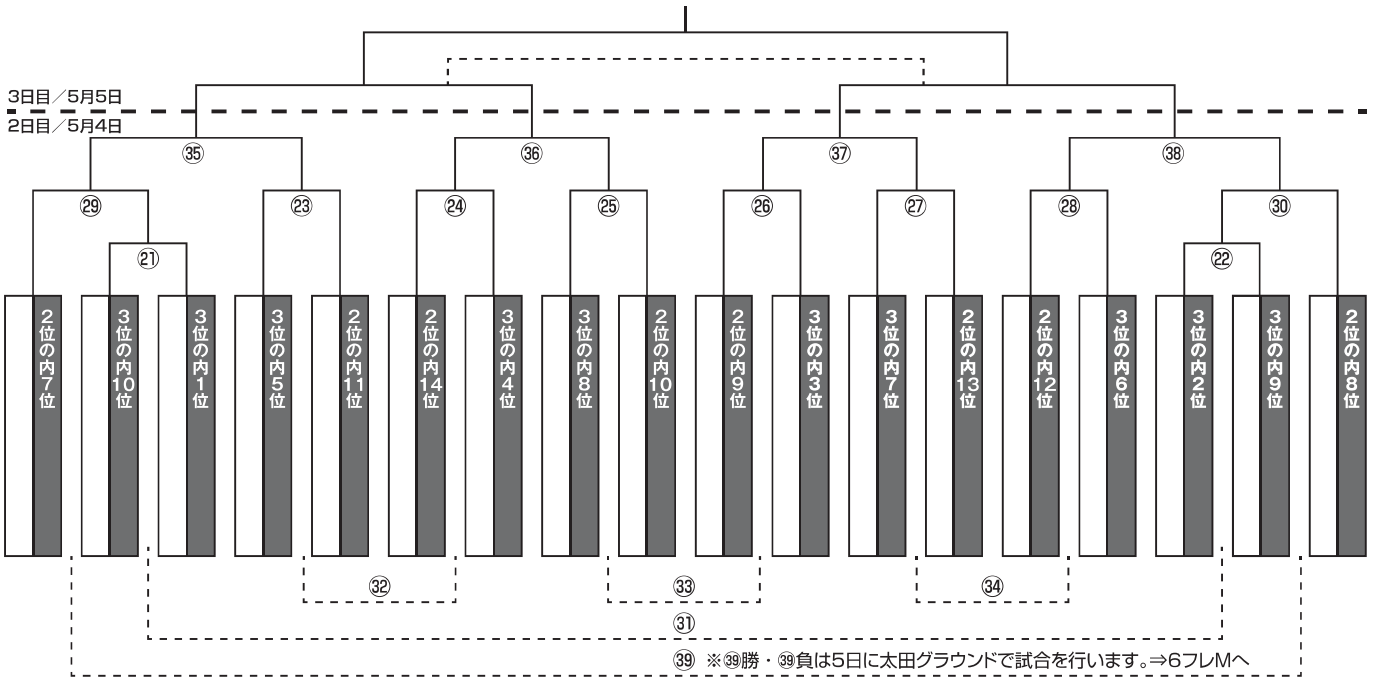 3日目／5月5日
2日目／5月4日
㉟
㊱
㊲
㊳
㉙
㉓
㉔
㉕
㉖
㉗
㉘
㉚
㉑
㉒
2位の内7位
3位の内10位
3位の内1位
3位の内5位
2位の内11位
2位の内14位
3位の内4位
3位の内8位
2位の内10位
2位の内9位
3位の内3位
3位の内7位
2位の内13位
2位の内12位
3位の内6位
3位の内2位
3位の内9位
2位の内8位
㉜
㉝
㉞
㉛
㊴ ※㊴勝・㊴負は5日に太田グラウンドで試合を行います。⇒6フレMへ